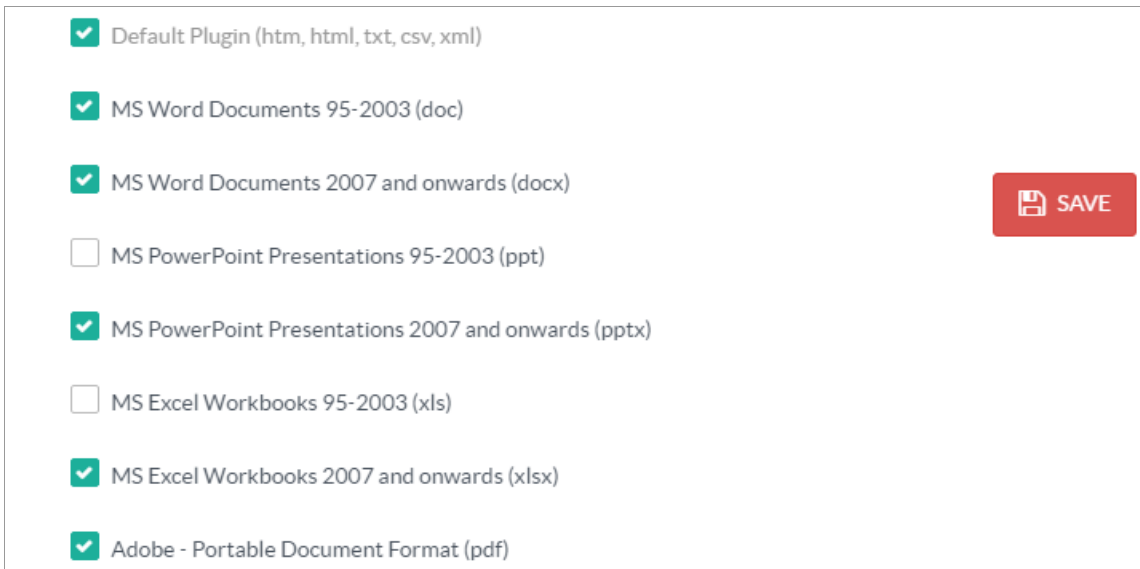 Default Plugin (htm, html, txt, csv, xml)
MS Word Documents 95-2003 (doc)
MS Word Documents 2007 and onwards (docx)
SAVE
MS PowerPoint Presentations 95-2003 (ppt)
MS PowerPoint Presentations 2007 and onwards (pptx)
MS Excel Workbooks 95-2003 (xls)
MS Excel Workbooks 2007 and onwards (xlsx)
Adobe - Portable Document Format (pdf)